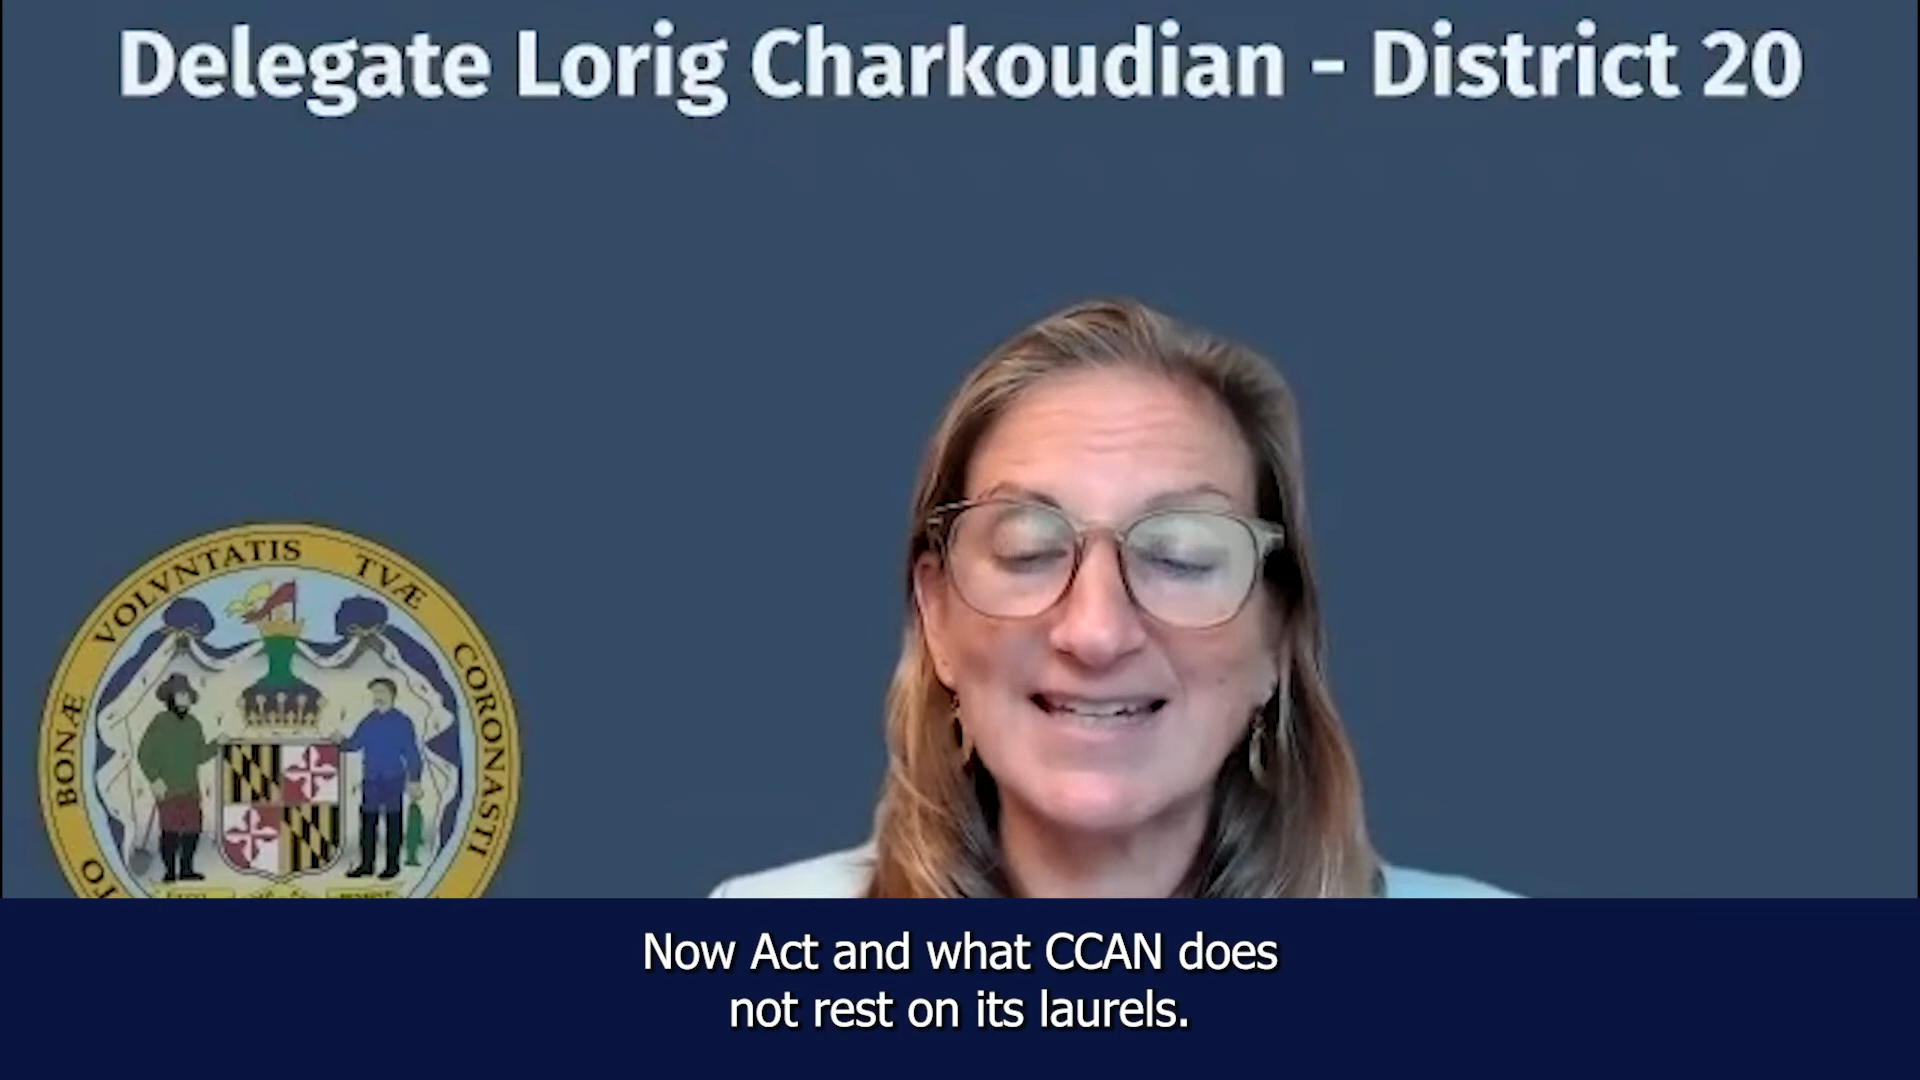 Delegate Lorig Charkoudian - District 20
BONÆ VOLVNTATIS TVÆ CORONASTI
Now Act and what CCAN does
not rest on its laurels.